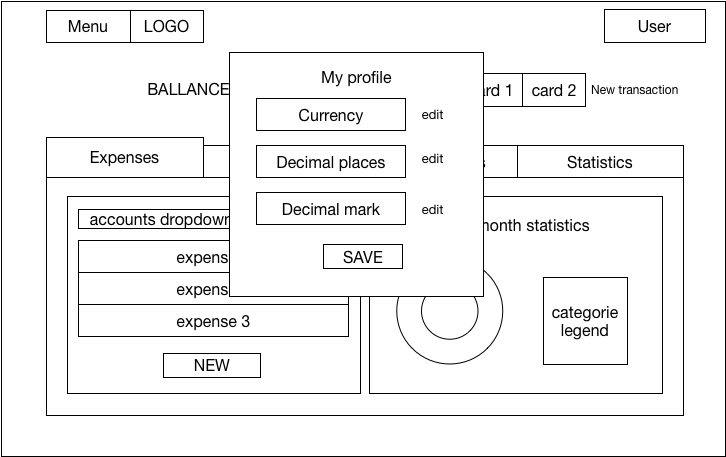 Menu
LOGO
User
My profile
BALLANCE
ard 1
card 2
New transaction
Currency
edit
Expenses
Decimal places
edit
s
Statistics
Decimal mark
edit
accounts dropdown
month statistics
SAVE
expens
expense
expense 3
categorie
legend
NEW